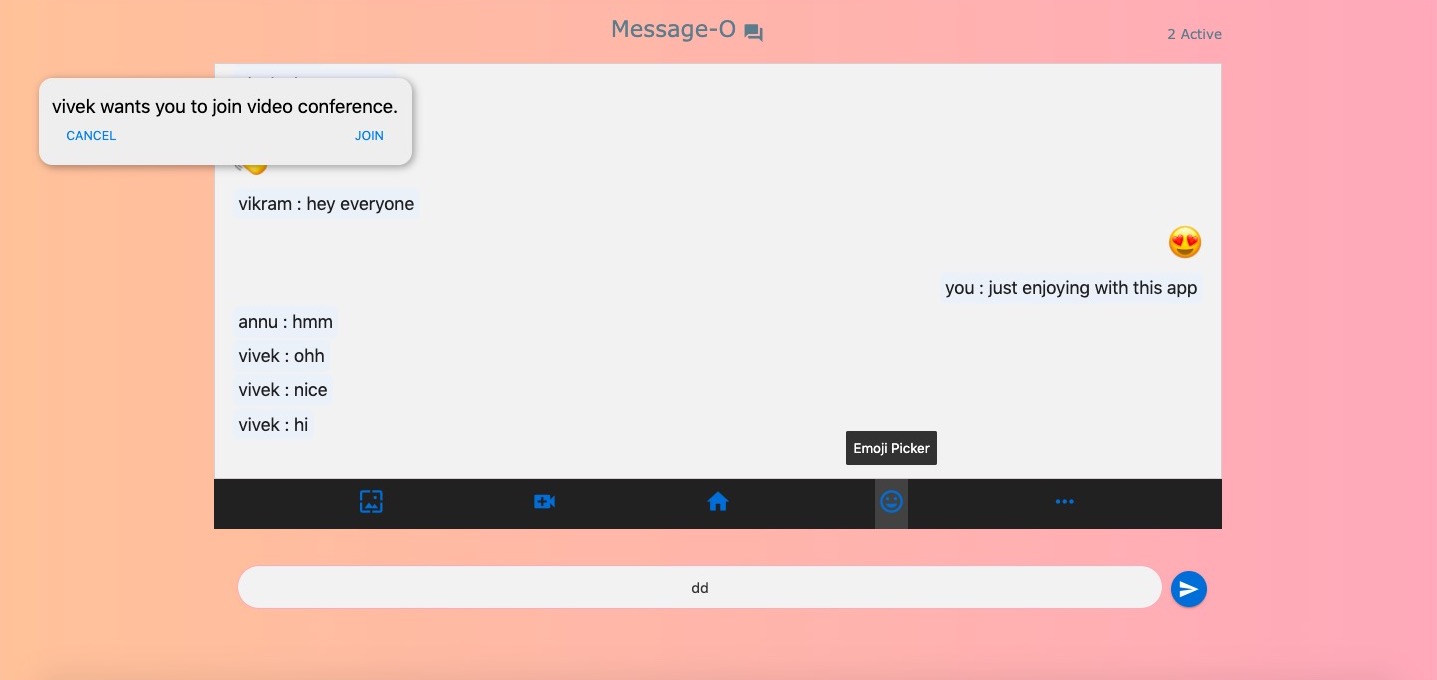 Message-O
2 Active
vivek wants you to join video conference.
CANCEL JOIN
vikram : hey everyone
you : just enjoying with this app
annu : hmm
vivek : ohh
vivek : nice
vivek : hi
Emoji Picker
dd